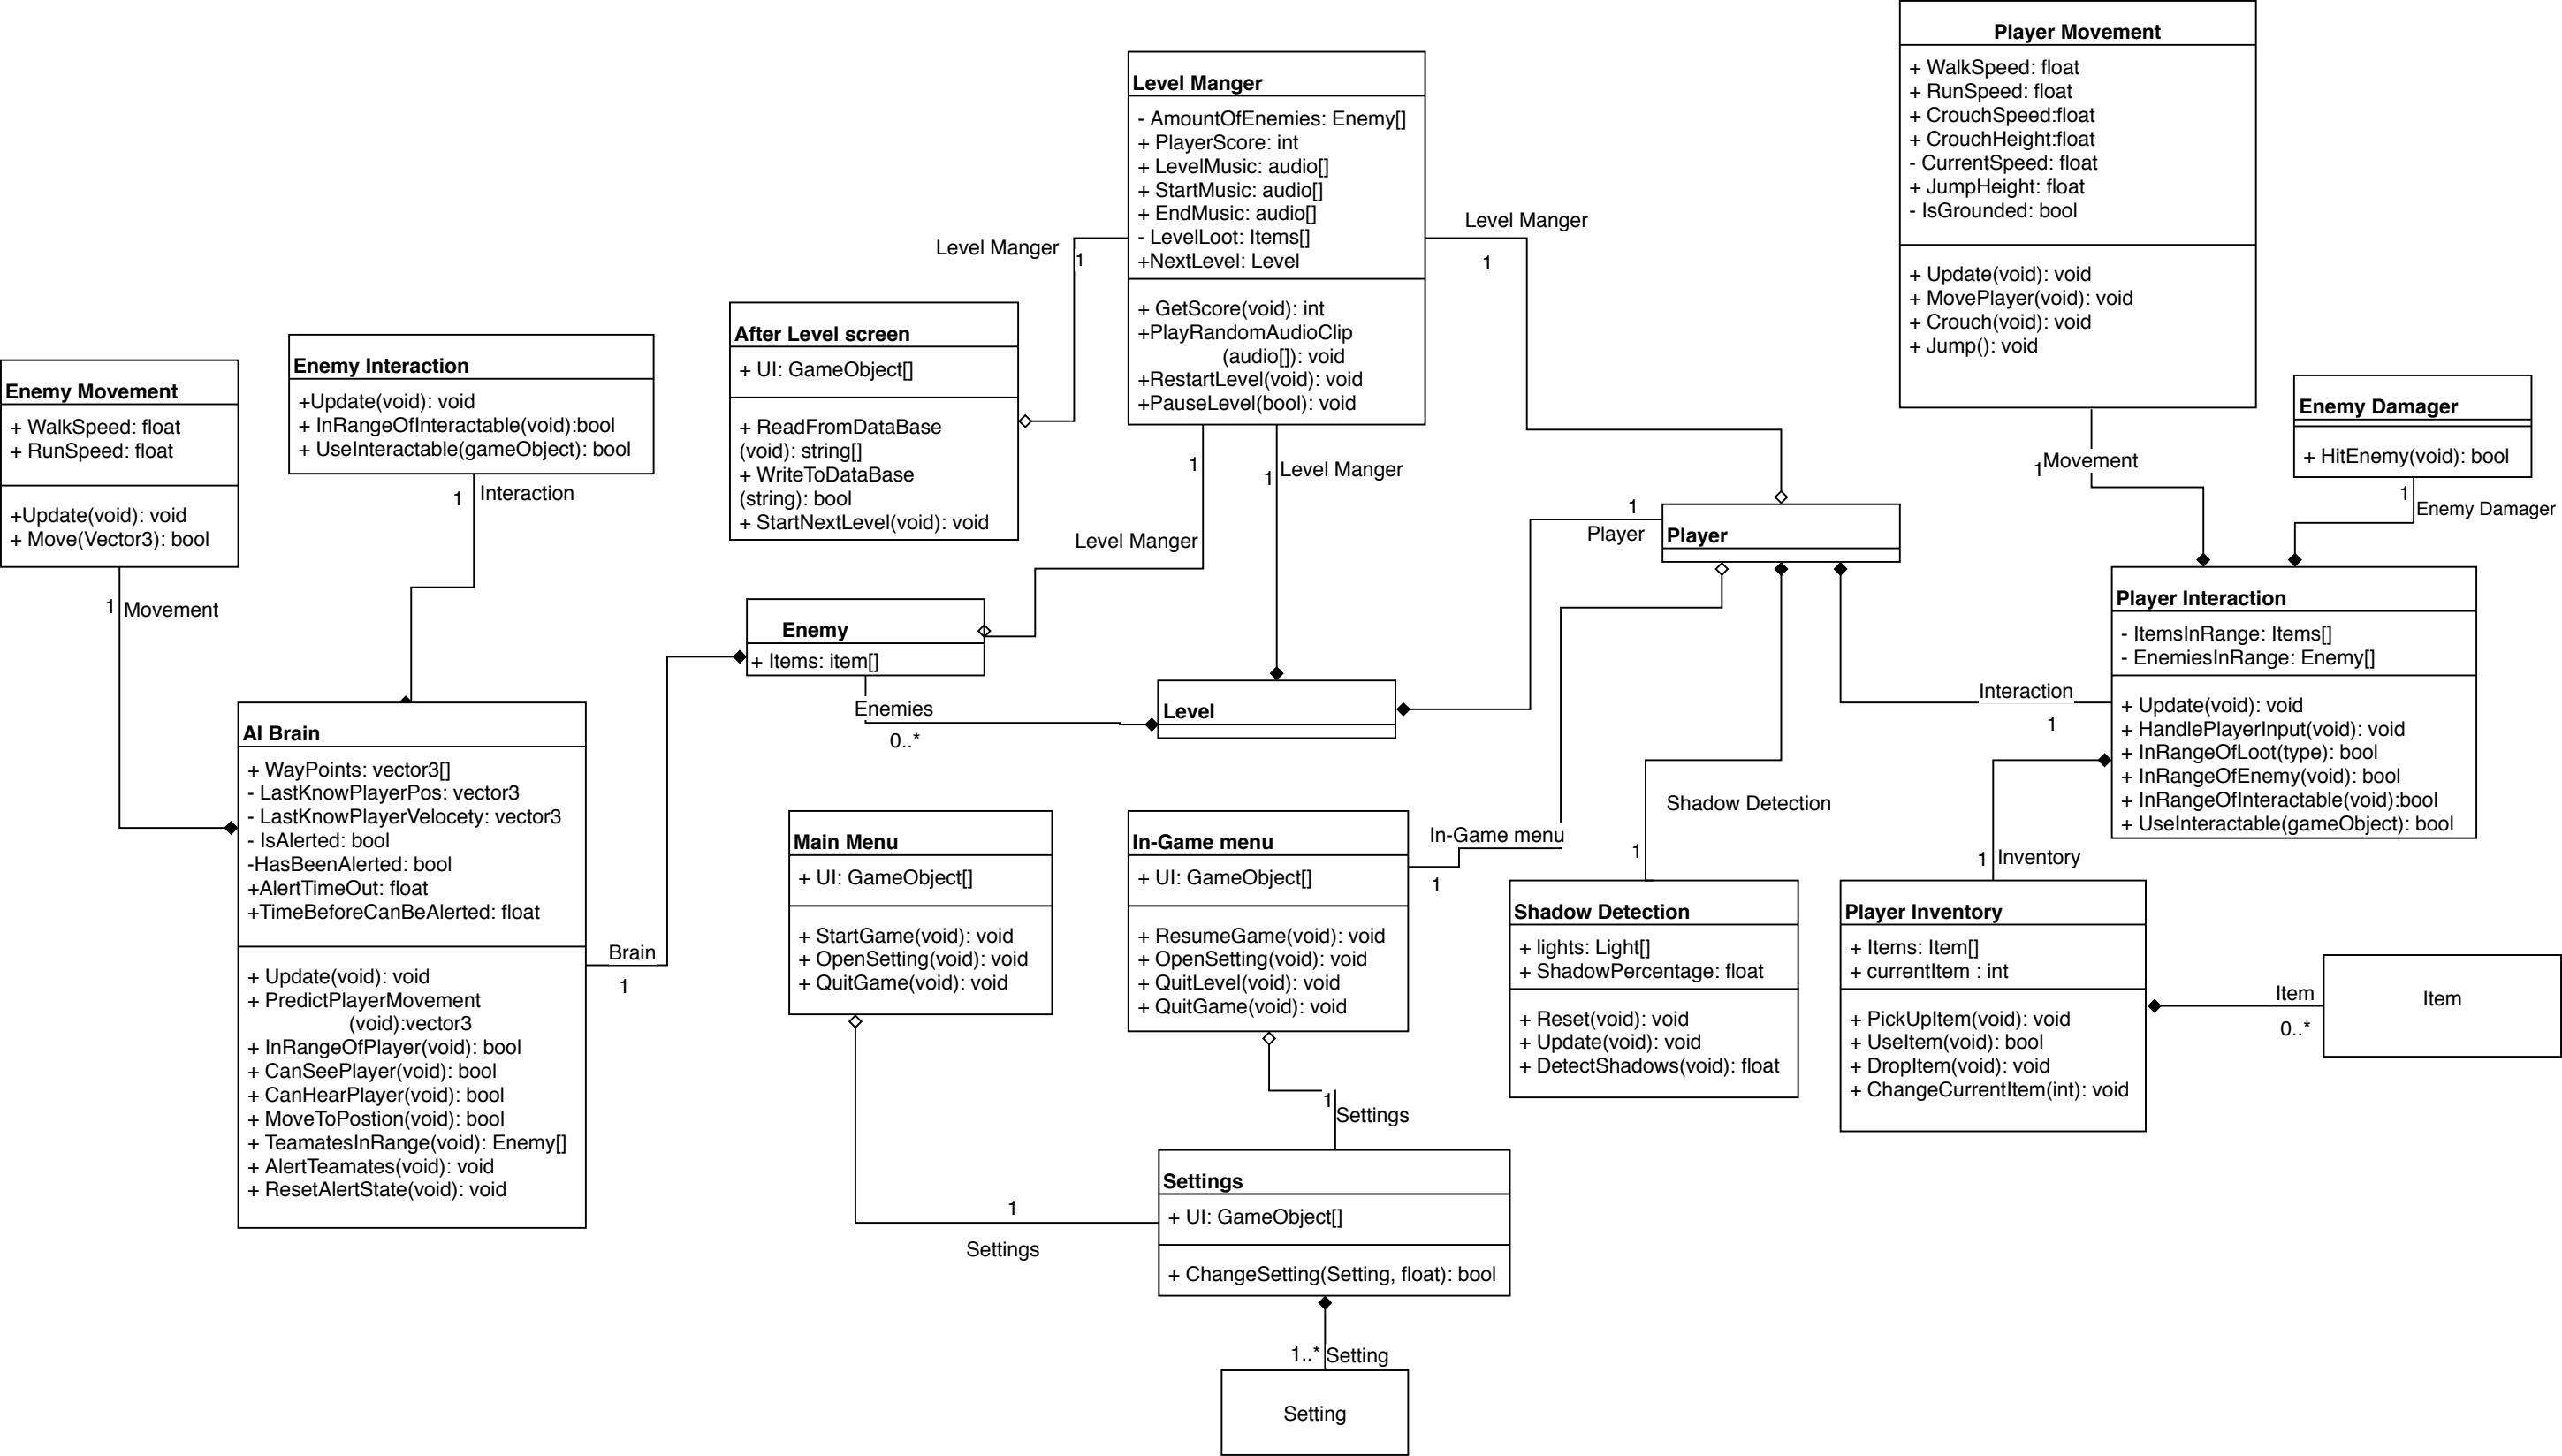 Player Movement
+ WalkSpeed: float
+ RunSpeed: float
+ CrouchSpeed:float
+ CrouchHeight:float
- CurrentSpeed: float
+ JumpHeight: float
- IsGrounded: bool
+ Update(void): void
+ MovePlayer(void): void
+ Crouch(void): void
+ Jump(): void
Level Manger
- AmountOfEnemies: Enemy[]
+ PlayerScore: int
+ LevelMusic: audio[]
+ StartMusic: audio[]
+ EndMusic: audio[]
- LevelLoot: Items[]
+NextLevel: Level
+ GetScore(void): int
+PlayRandomAudioClip
(audio[]): void
+RestartLevel(void): void
+PauseLevel(bool): void
Level Manger
1
Level Manger
1
1
Level Manger
1
Level Manger
After Level screen
+ UI: GameObject[]
+ ReadFromDataBase
(void): string[]
+ WriteToDataBase
(string): bool
+ StartNextLevel(void): void
Enemy Interaction
+Update(void): void
+ InRangeOfInteractable(void):bool
+ UseInteractable(gameObject): bool
1
Interaction
Enemy Movement
+ WalkSpeed: float
+ RunSpeed: float
+Update(void): void
+ Move(Vector3): bool
1
Movement
Enemy Damager
+ HitEnemy(void): bool
1
Enemy Damager
1
Movement
1
Player
Player
Player Interaction
- ItemsInRange: Items[]
- EnemiesInRange: Enemy[]
+ Update(void): void
+ HandlePlayerInput(void): void
+ InRangeOfLoot(type): bool
+ InRangeOfEnemy(void): bool
+ InRangeOfInteractable(void):bool
+ UseInteractable(gameObject): bool
Interaction
1
Enemy
+ Items: item[]
Enemies
0..*
Level
AI Brain
+ WayPoints: vector3[]
- LastKnowPlayerPos: vector3
- LastKnowPlayerVelocety: vector3
- IsAlerted: bool
-HasBeenAlerted: bool
+AlertTimeOut: float
+TimeBeforeCanBeAlerted: float
+ Update(void): void
+ PredictPlayerMovement
(void):vector3
+ InRangeOfPlayer(void): bool
+ CanSeePlayer(void): bool
+ CanHearPlayer(void): bool
+ MoveToPostion(void): bool
+ TeamatesInRange(void): Enemy[]
+ AlertTeamates(void): void
+ ResetAlertState(void): void
Brain
1
Main Menu
+ UI: GameObject[]
+ StartGame(void): void
+ OpenSetting(void): void
+ QuitGame(void): void
In-Game menu
+ UI: GameObject[]
+ ResumeGame(void): void
+ OpenSetting(void): void
+ QuitLevel(void): void
+ QuitGame(void): void
In-Game menu
1
Shadow Detection
1
Shadow Detection
+ lights: Light[]
+ ShadowPercentage: float
+ Reset(void): void
+ Update(void): void
+ DetectShadows(void): float
1
Inventory
Player Inventory
+ Items: Item[]
+ currentItem : int
+ PickUpItem(void): void
+ UseItem(void): bool
+ DropItem(void): void
+ ChangeCurrentItem(int): void
Item
0..*
Item
1
Settings
1
Settings
Settings
+ UI: GameObject[]
+ ChangeSetting(Setting, float): bool
1..*
Setting
Setting